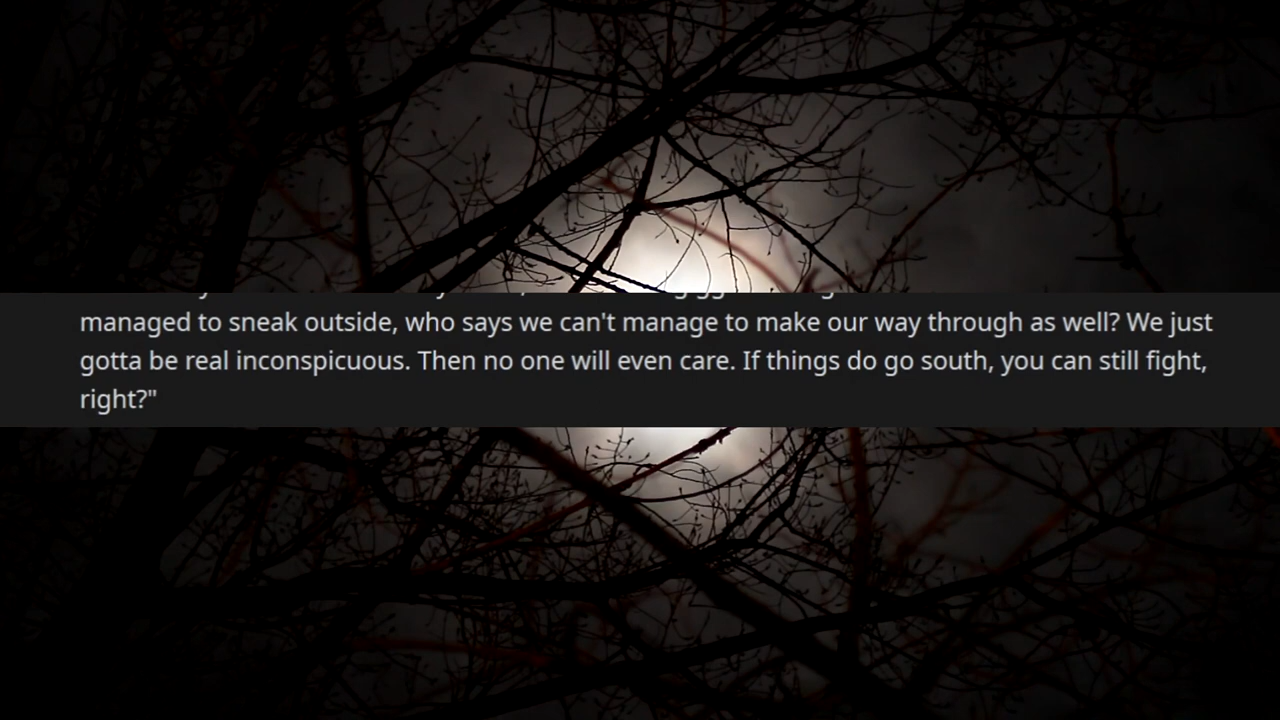 managed to sneak outside, who says we can't manage to make our way through as well? We just
gotta be real inconspicuous. Then no one will even care. If things do go south, you can still fight,
right?"